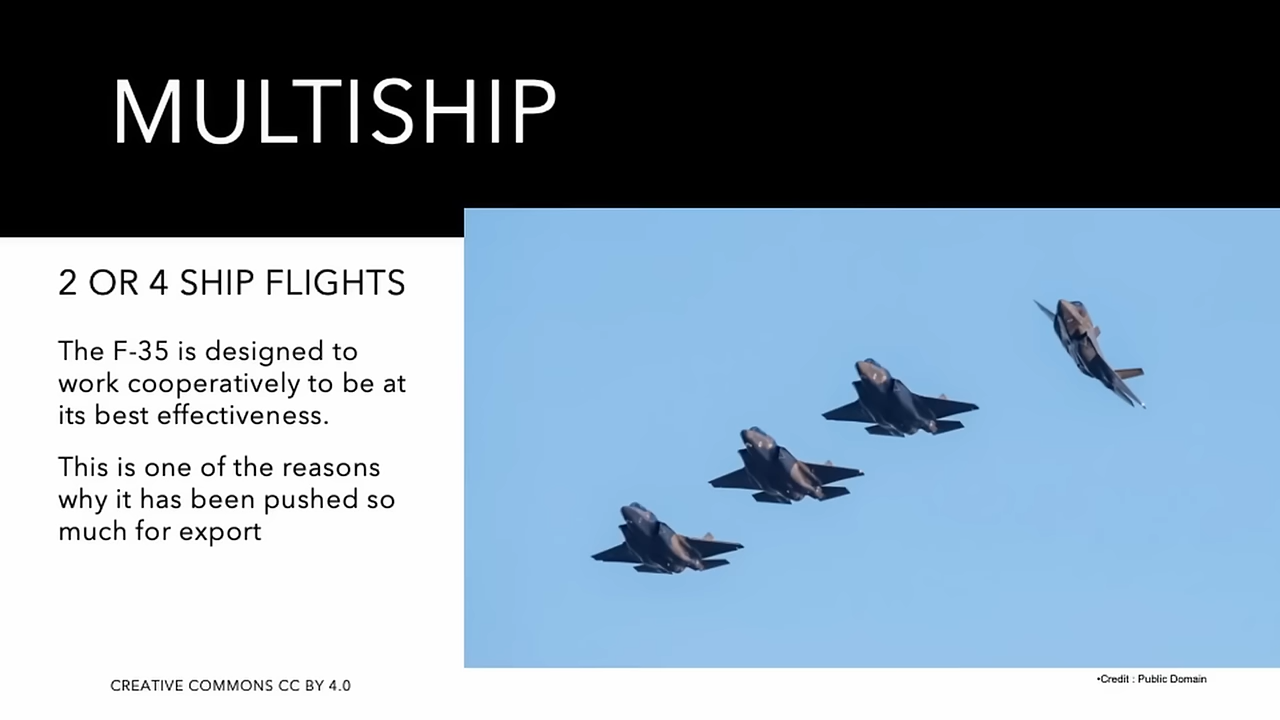 MULTISHIP
2 OR 4 SHIP FLIGHTS
The F-35 is designed to
work cooperatively to be at
its best effectiveness.
This is one of the reasons
why it has been pushed so
much for export
CREATIVE COMMONS CC BY 4.0
•Credit : Public Domain